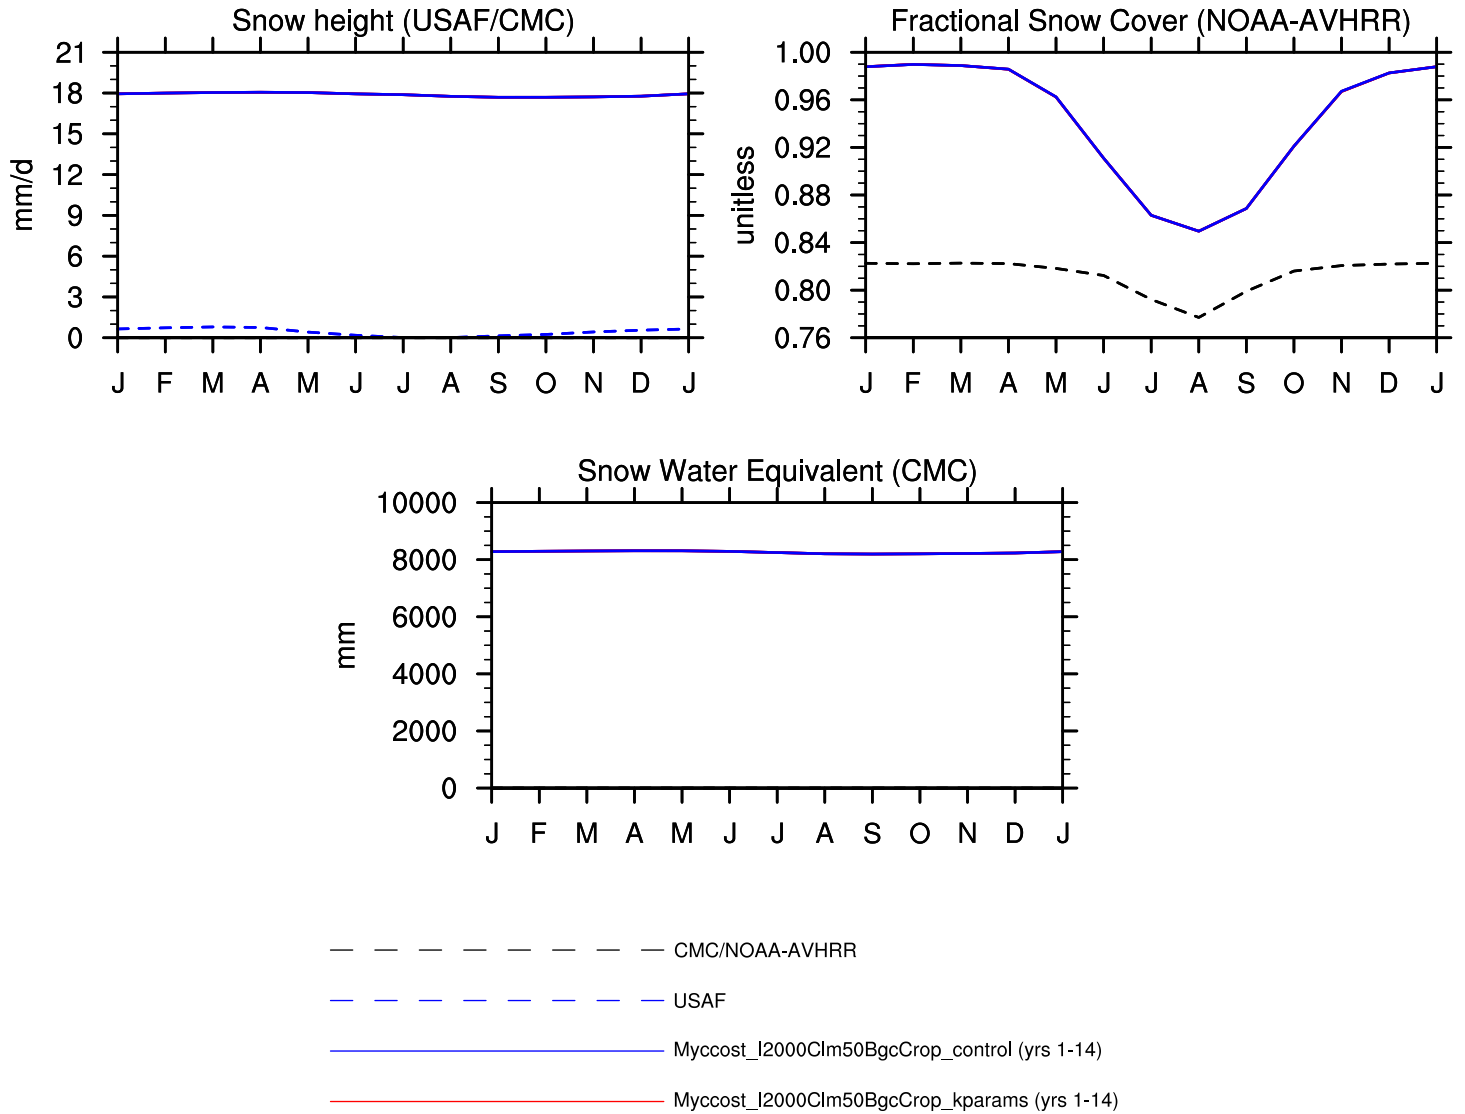 Snow height (USAF/CMC)
21
18
15
12
9
6
3
0
mm/d
J F M A M J J A S O N D J
Fractional Snow Cover (NOAA-AVHRR)
1.00
0.96
0.92
0.88
0.84
0.80
0.76
unitless
J F M A M J J A S O N D J
Snow Water Equivalent (CMC)
10000
8000
6000
4000
2000
0
mm
J F M A M J J A S O N D J
CMC/NOAA-AVHRR
USAF
Myccost_I2000Clm50BgcCrop_control (yrs 1-14)
Myccost_I2000Clm50BgcCrop_kparams (yrs 1-14)